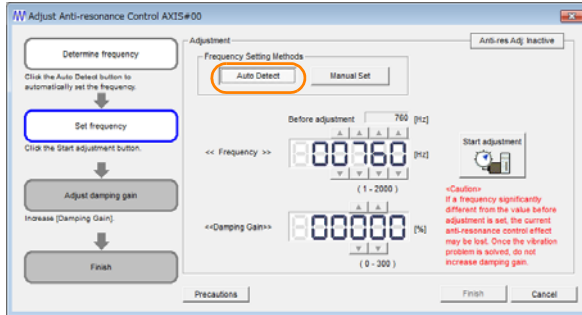 Adjust Anti-resonance Control AXIS#00
Determine frequency
Click the Auto Detect button to
automatically set the frequency.
Set frequency
Click the Start adjustment button.
Adjust damping gain
Increase [Damping Gain].
Finish
Adjustment
Anti-res Adj: Inactive
Frequency Setting Methods
Auto Detect
Manual Set
Before adjustment 760 [Hz]
<< Frequency >> 00760 [Hz]
( 1 - 2000 )
Start adjustment
<<Damping Gain>> 00000 [%]
( 0 - 300 )
<Caution>
If a frequency significantly
different from the value before
adjustment is set, the current
anti-resonance control effect
may be lost. Once the vibration
problem is solved, do not
increase damping gain.
Precautions
Finish
Cancel